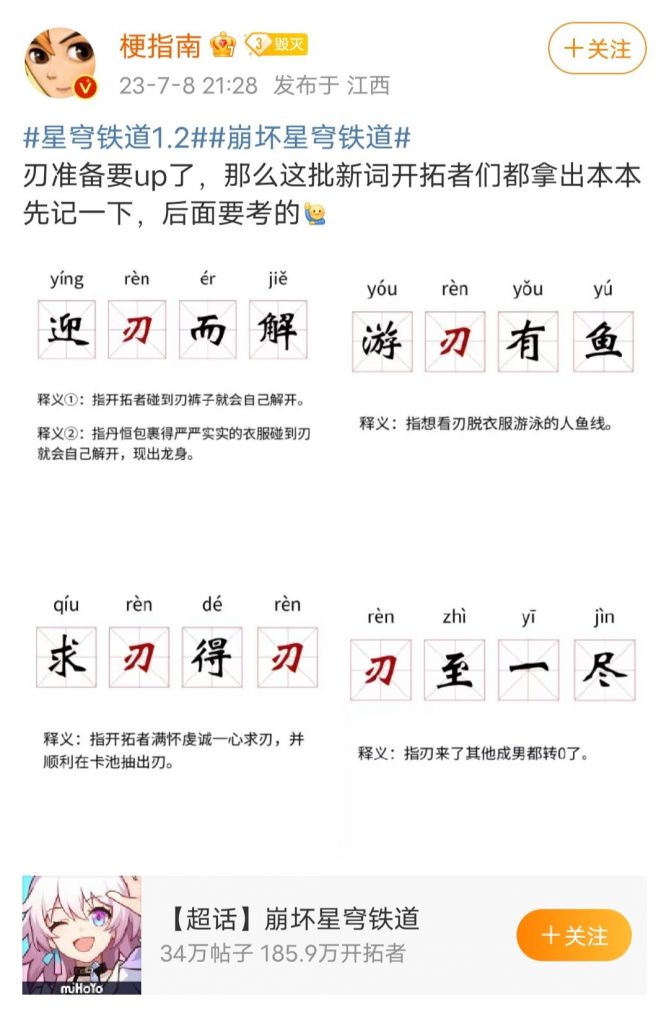 梗指南 3 毁灭
+关注
23-7-8 21:28 发布于 江西
#星穹铁道1.2##崩坏星穹铁道#
刃准备要up了，那么这批新词开拓者们都拿出本本
先记一下，后面要考的
yíng rèn ér jiě
迎刃而解
释义①：指开拓者碰到刃裤子就会自己解开。
释义②：指丹恒包裹得严严实实的衣服碰到刃
就会自己解开，现出龙身。
yóu rèn yǒu yú
游刃有鱼
释义：指想看刃脱衣服游泳的人鱼线。
qíu rèn dé rèn
求刃得刃
释义：指开拓者满怀虔诚一心求刃，并
顺利在卡池抽出刃。
rèn zhì yī jìn
刃至一尽
释义：指刃来了其他成男都转0了。
【超话】崩坏星穹铁道
34万帖子 185.9万开拓者
+关注
miHoYo